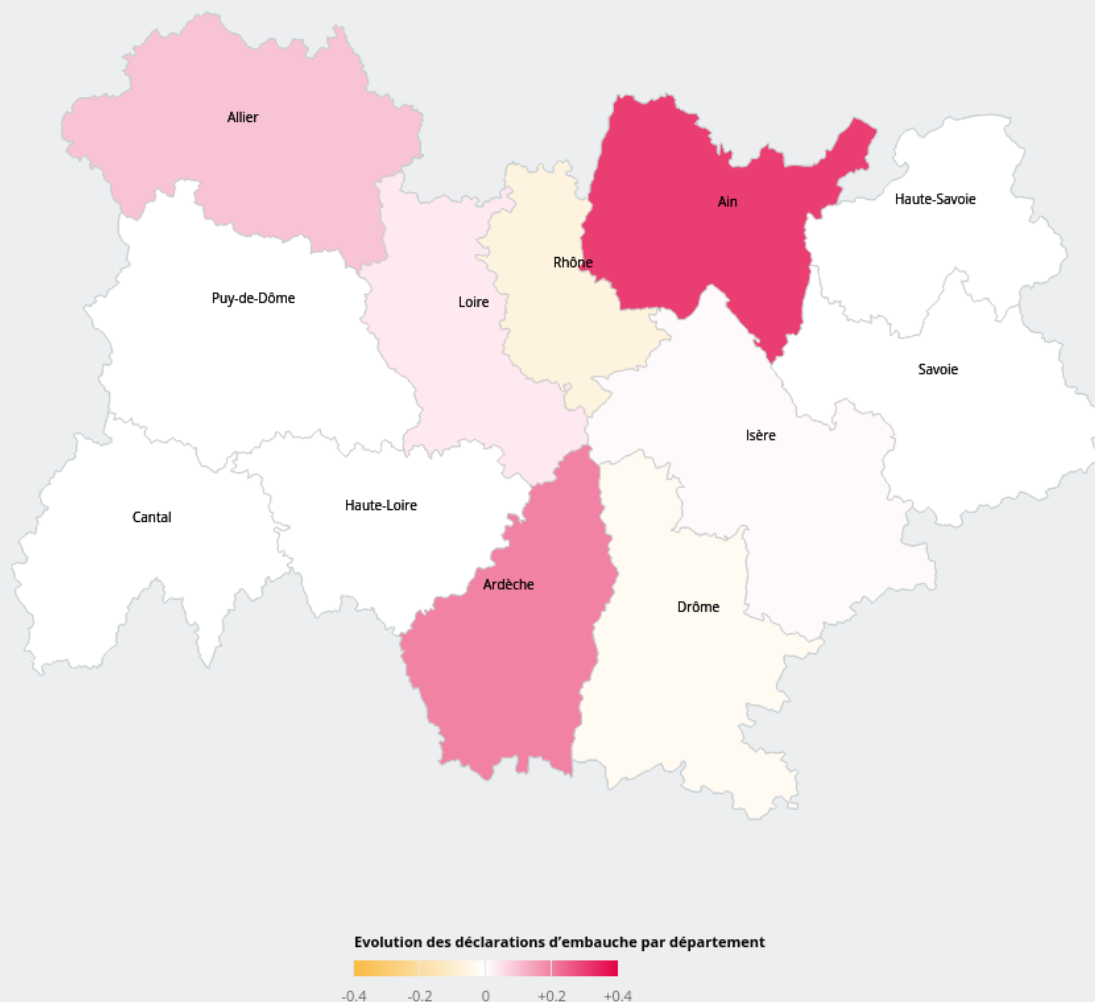 Allier
Ain
Haute-Savoie
Rhône
Puy-de-Dôme
Loire
Savoie
Isère
Haute-Loire
Cantal
Ardèche
Drôme
Evolution des déclarations d’embauche par département
-0.4 -0.2 0 +0.2 +0.4